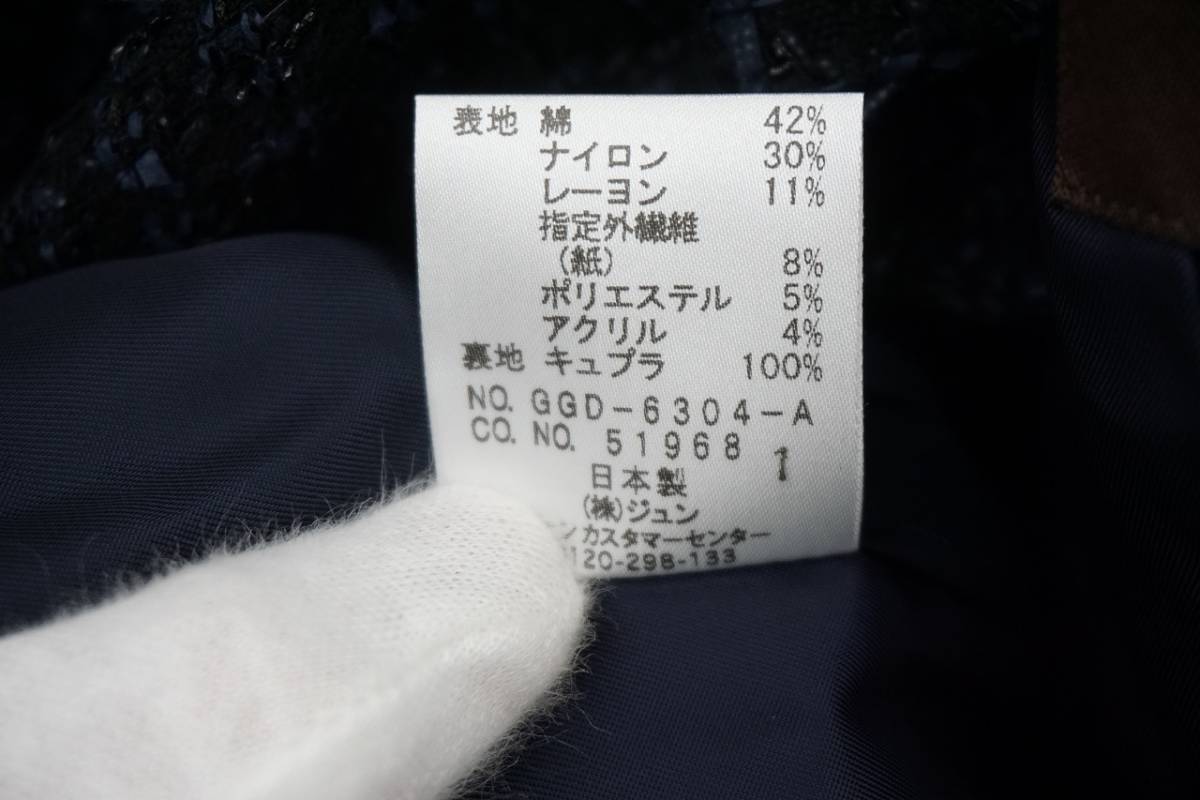 表地 綿 42%
ナイロン 30%
レーヨン 11%
指定外繊維
(紙) 8%
ポリエステル 5%
アクリル 4%
裏地 キュプラ 100%
NO. GGD-6304-A
CO. NO. 51968 1
日本製
(株)ジュン
ン カスタマーセンター
120-298-133